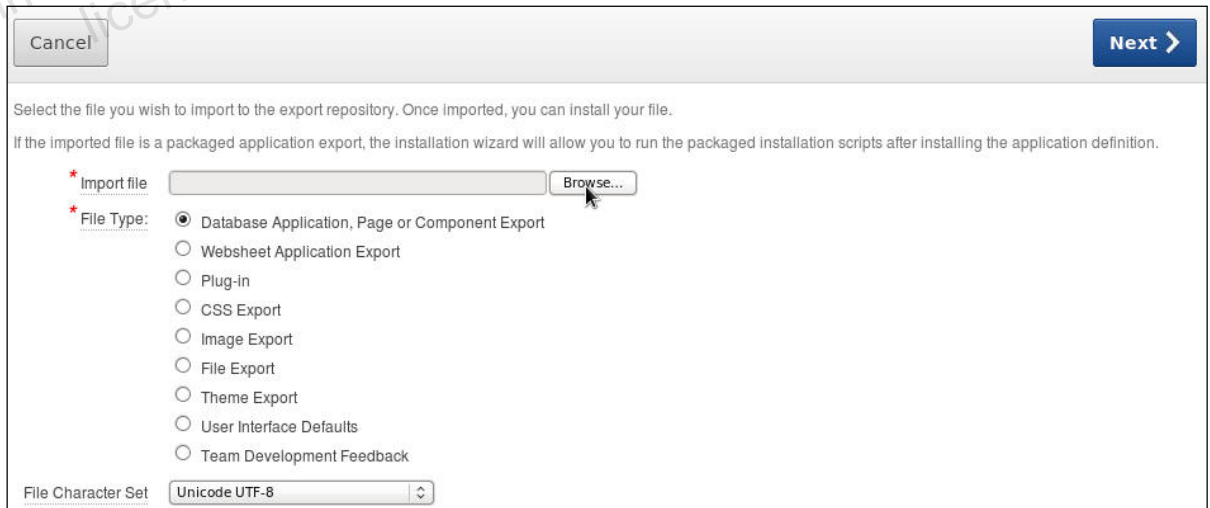 licen
Cancel
Next
Select the file you wish to import to the export repository. Once imported, you can install your file.
If the imported file is a packaged application export, the installation wizard will allow you to run the packaged installation scripts after installing the application definition.
* Import file Browse...
* File Type: Database Application, Page or Component Export
Websheet Application Export
Plug-in
CSS Export
Image Export
File Export
Theme Export
User Interface Defaults
Team Development Feedback
File Character Set Unicode UTF-8